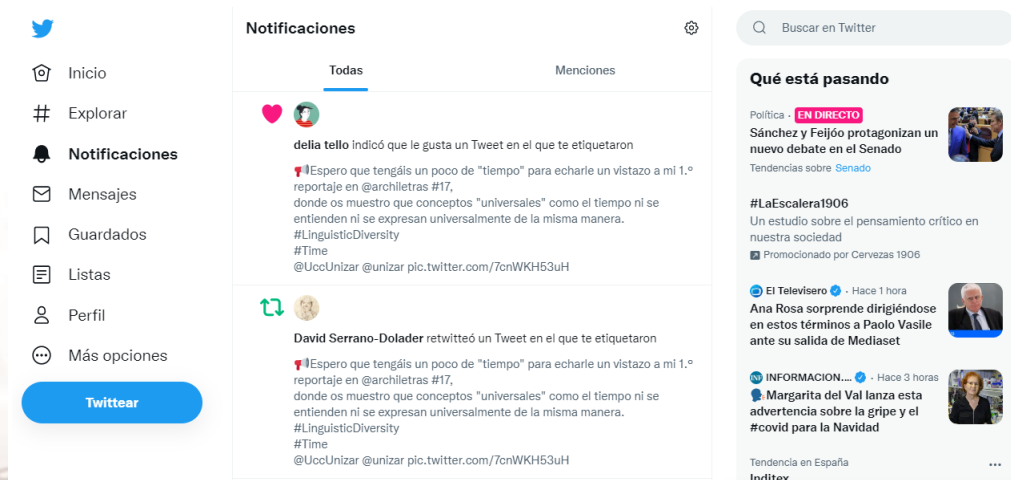 Inicio
Explorar
Notificaciones
Mensajes
Guardados
Listas
Perfil
Más opciones
Twittear
Notificaciones
Todas
Menciones
delia tello indicó que le gusta un Tweet en el que te etiquetaron
Espero que tengáis un poco de "tiempo" para echarle un vistazo a mi 1.º
reportaje en @archiletras #17,
donde os muestro que conceptos "universales" como el tiempo ni se
entienden ni se expresan universalmente de la misma manera.
#LinguisticDiversity
#Time
@UccUnizar @unizar pic.twitter.com/7cnWKH53uH
David Serrano-Dolader retwitteó un Tweet en el que te etiquetaron
Espero que tengáis un poco de "tiempo" para echarle un vistazo a mi 1.º
reportaje en @archiletras #17,
donde os muestro que conceptos "universales" como el tiempo ni se
entienden ni se expresan universalmente de la misma manera.
#LinguisticDiversity
#Time
@UccUnizar @unizar pic.twitter.com/7cnWKH53uH
Buscar en Twitter
Qué está pasando
Política · EN DIRECTO
Sánchez y Feijóo protagonizan un
nuevo debate en el Senado
Tendencias sobre Senado
#LaEscalera1906
Un estudio sobre el pensamiento crítico en
nuestra sociedad
Promocionado por Cervezas 1906
El Televisero · Hace 1 hora
Ana Rosa sorprende dirigiéndose
en estos términos a Paolo Vasile
ante su salida de Mediaset
INFORMACION.... · Hace 3 horas
Margarita del Val lanza esta
advertencia sobre la gripe y el
#covid para la Navidad
Tendencia en España
Inditex